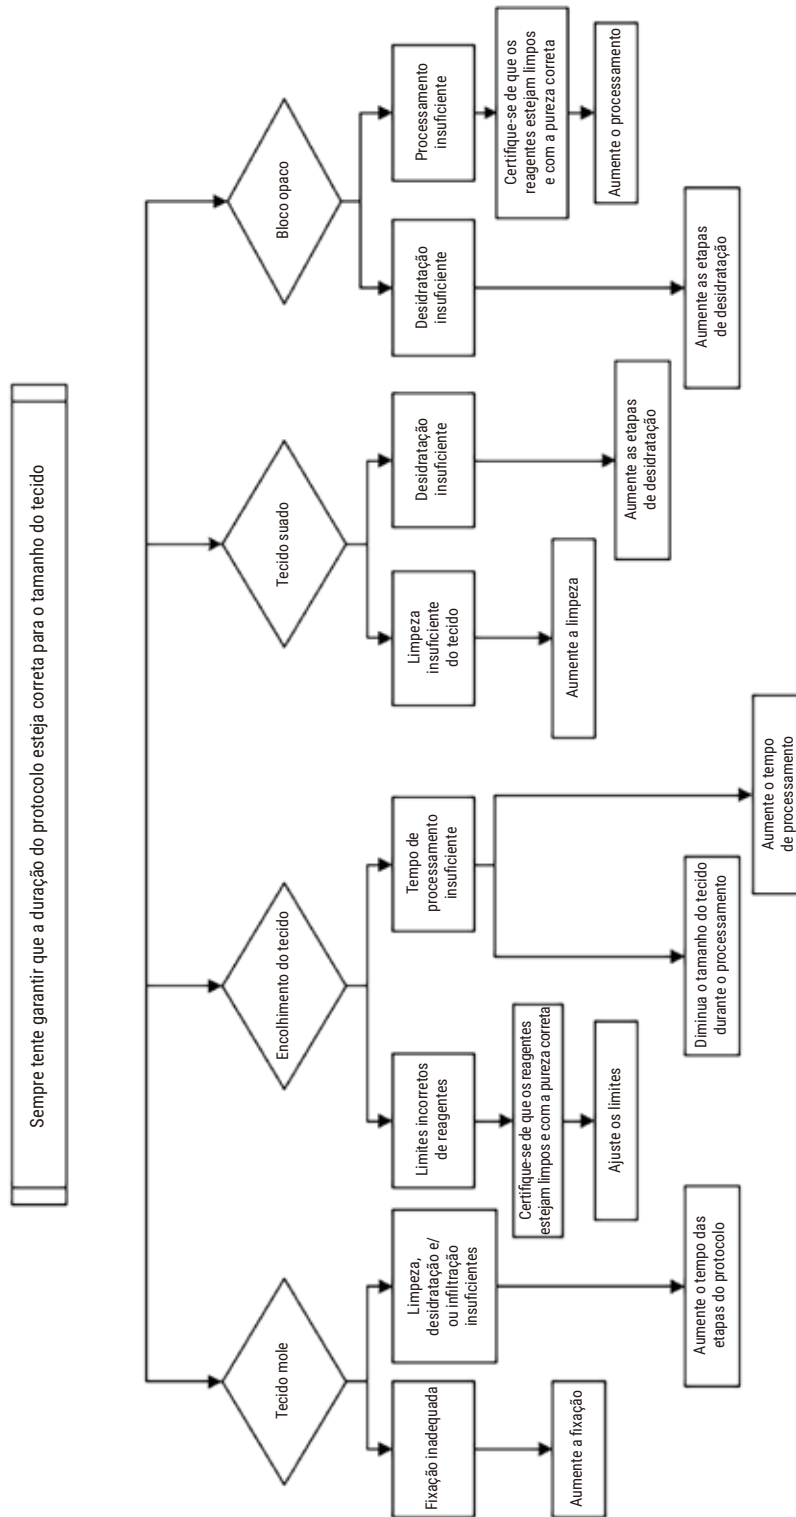 Sempre tente garantir que a duração do protocolo esteja correta para o tamanho do tecido
Tecido mole
Fixação inadequada
Aumente a fixação
Limpeza,
desidratação e/
ou infiltração
insuficientes
Aumente o tempo das
etapas do protocolo
Encolhimento do tecido
Limites incorretos
de reagentes
Certifique-se de que os reagentes
estejam limpos e com a pureza correta
Ajuste os limites
Tempo de
processamento
insuficiente
Diminua o tamanho do tecido
durante o processamento
Aumente o tempo
de processamento
Tecido suado
Limpeza
insuficiente
do tecido
Aumente a limpeza
Desidratação
insuficiente
Aumente as etapas
de desidratação
Bloco opaco
Desidratação
insuficiente
Aumente as etapas
de desidratação
Processamento
insuficiente
Certifique-se de que os
reagentes estejam limpos
e com a pureza correta
Aumente o processamento